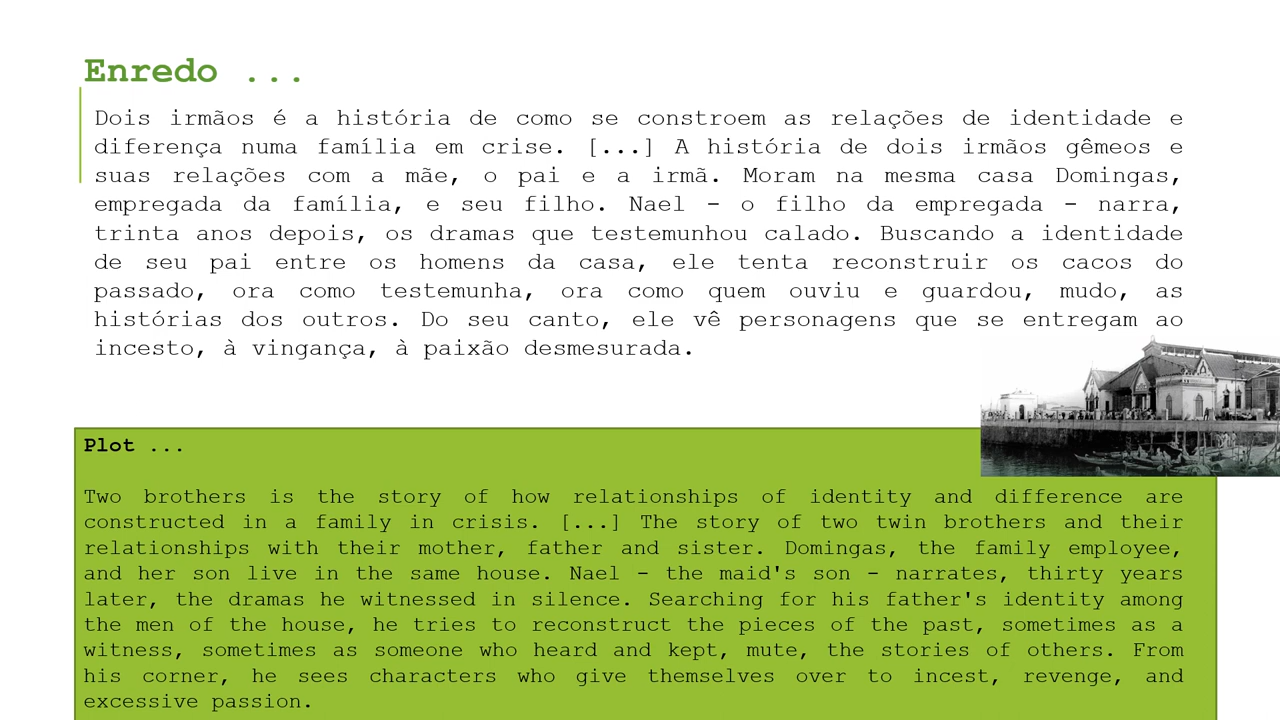 Enredo ...
Dois irmãos é a história de como se constroem as relações de identidade e
diferença numa família em crise. [...] A história de dois irmãos gêmeos e
suas relações com a mãe, o pai e a irmã. Moram na mesma casa Domingas,
empregada da família, e seu filho. Nael - o filho da empregada - narra,
trinta anos depois, os dramas que testemunhou calado. Buscando a identidade
de seu pai entre os homens da casa, ele tenta reconstruir os cacos do
passado, ora como testemunha, ora como quem ouviu e guardou, mudo, as
histórias dos outros. Do seu canto, ele vê personagens que se entregam ao
incesto, à vingança, à paixão desmesurada.
Plot ...
Two brothers is the story of how relationships of identity and difference are
constructed in a family in crisis. [...] The story of two twin brothers and their
relationships with their mother, father and sister. Domingas, the family employee,
and her son live in the same house. Nael - the maid's son - narrates, thirty years
later, the dramas he witnessed in silence. Searching for his father's identity among
the men of the house, he tries to reconstruct the pieces of the past, sometimes as a
witness, sometimes as someone who heard and kept, mute, the stories of others. From
his corner, he sees characters who give themselves over to incest, revenge, and
excessive passion.